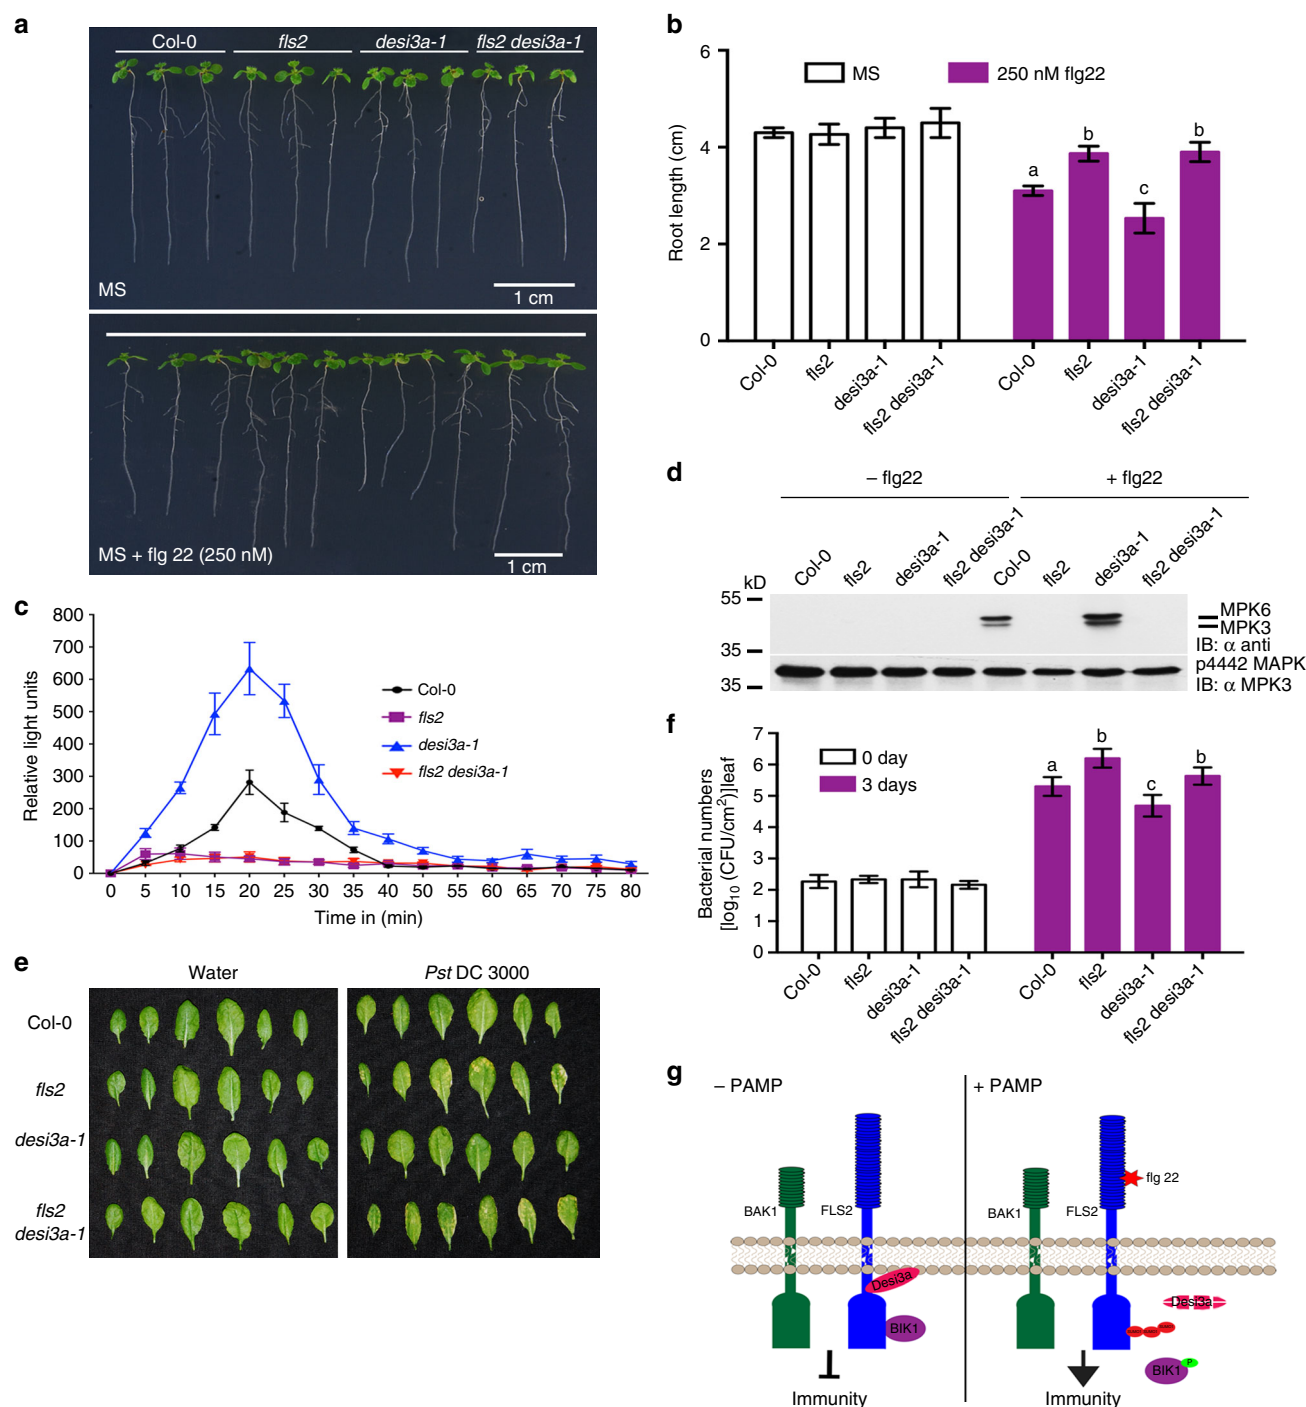 a
Col-0 fls2 desi3a-1 fls2 desi3a-1
MS
1 cm
MS + flg 22 (250 nM)
1 cm
b
6
4
2
0
Root length (cm)
MS
250 nM flg22
a
b
c
b
Col-0 fls2 desi3a-1 fls2 desi3a-1
Col-0 fls2 desi3a-1 fls2 desi3a-1
c
800
700
600
500
400
300
200
100
0
Relative light units
Col-0
fls2
desi3a-1
fls2 desi3a-1
0 5 10 15 20 25 30 35 40 50 55 60 65 70 75 80
Time in (min)
d
– flg22
+ flg22
Col-0 fls2 desi3a-1 fls2 desi3a-1 Col-0 fls2 desi3a-1 fls2 desi3a-1
kD
55
35
35
MPK6
MPK3
IB: α anti
p4442 MAPK
IB: α MPK3
e
Water
Pst DC 3000
Col-0
fls2
desi3a-1
fls2
desi3a-1
f
7
6
5
4
3
2
1
0
Bacterial numbers
[log10 (CFU/cm2)]leaf
0 day
3 days
a
b
c
b
Col-0 fls2 desi3a-1 fls2 desi3a-1
Col-0 fls2 desi3a-1 fls2 desi3a-1
g
– PAMP
BAK1
FLS2
Desi3a
BIK1
Immunity
+ PAMP
flg 22
BAK1
FLS2
Desi3a
BIK1
P
Immunity